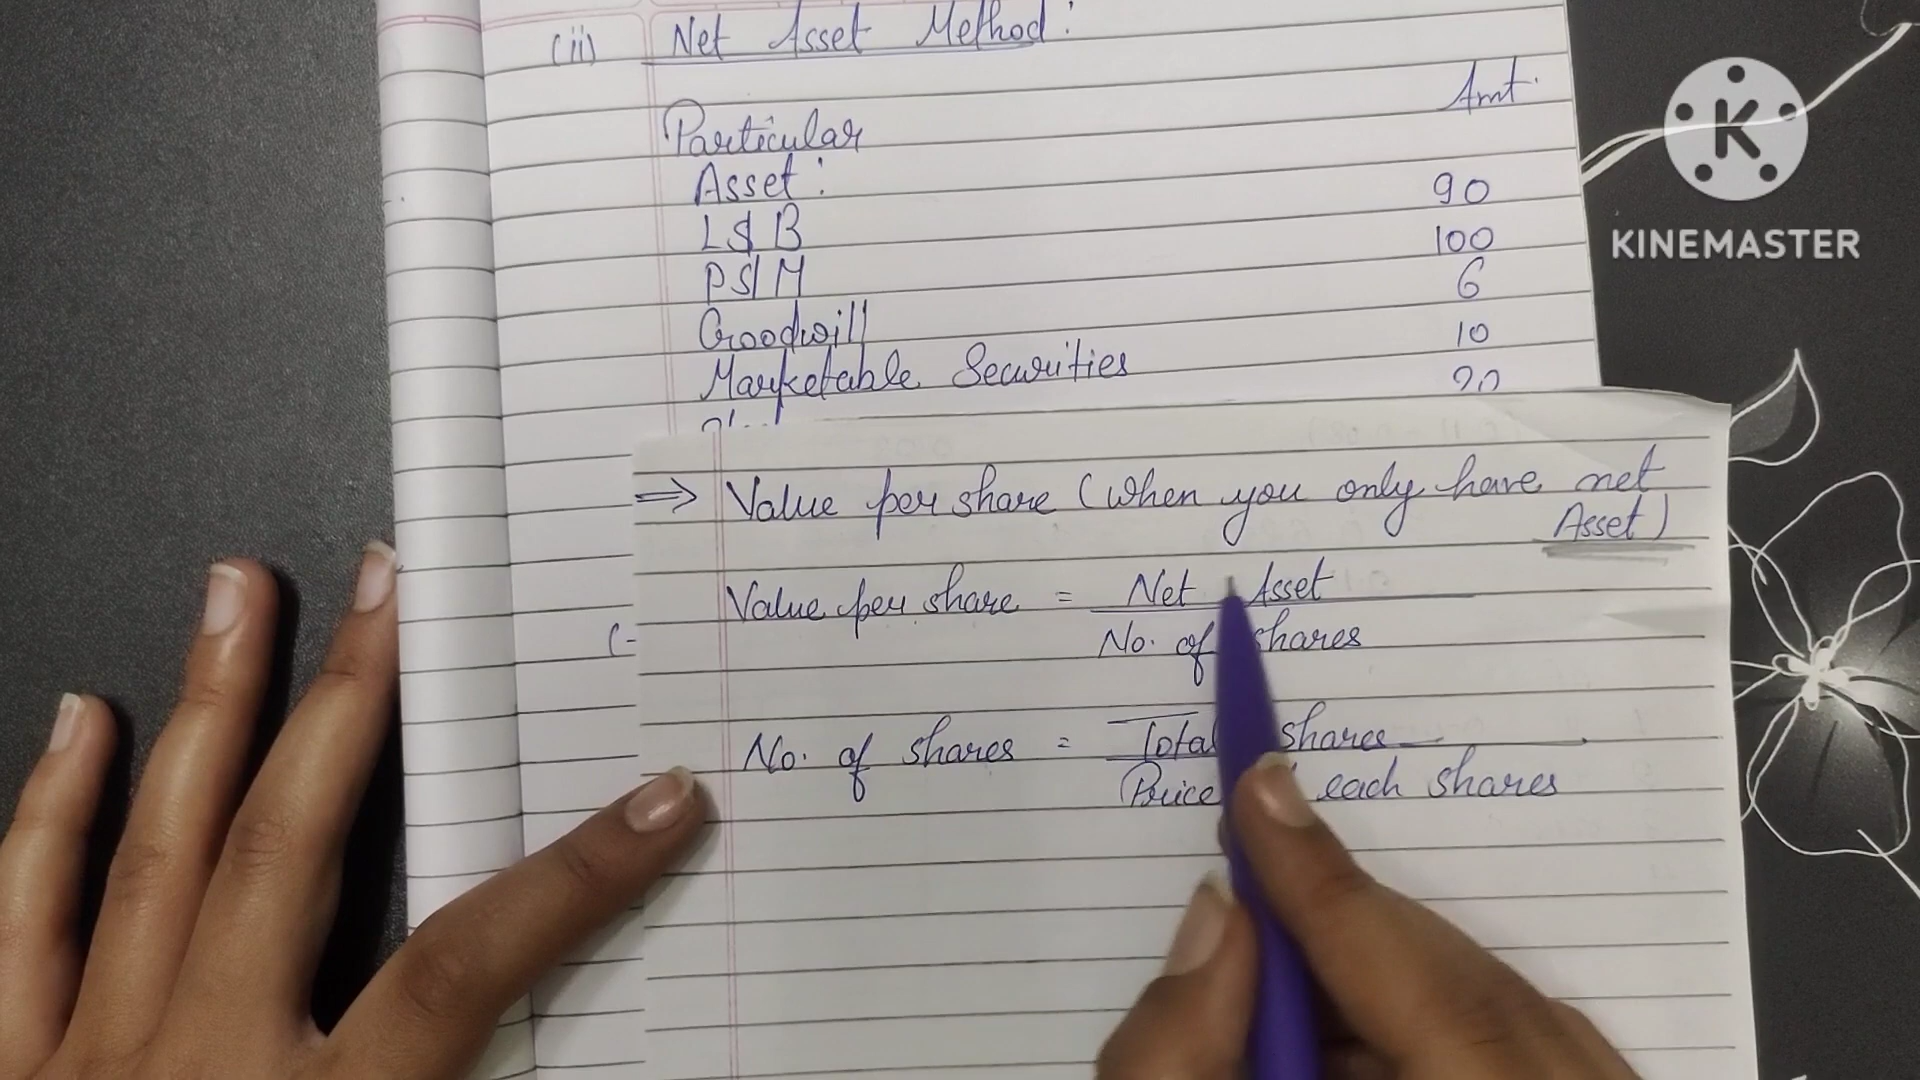 (ii) Net Asset Method :
Particular Amt.
Asset :
L & B 90
P & M 100
Goodwill 6
Marketable Securities 10
20
⇒ Value per share (when you only have net
Asset)
Value per share = Net Asset
No. of shares
No. of shares = Total shares
Price each shares
K
KINEMASTER